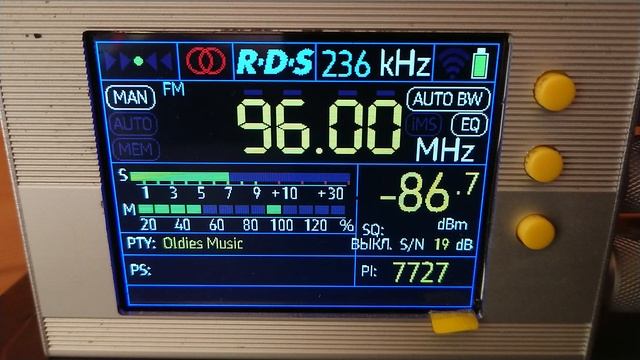 R·D·S 236 kHz
MAN FM AUTO BW
AUTO 96.00 iMS EQ
MEM MHz
S 1 3 5 7 9 +10 +30
-86.7 dBm
M 20 40 60 80 100 120 %
SQ: ВЫКЛ. S/N 19 dB
PTY: Oldies Music
PS: PI: 7727